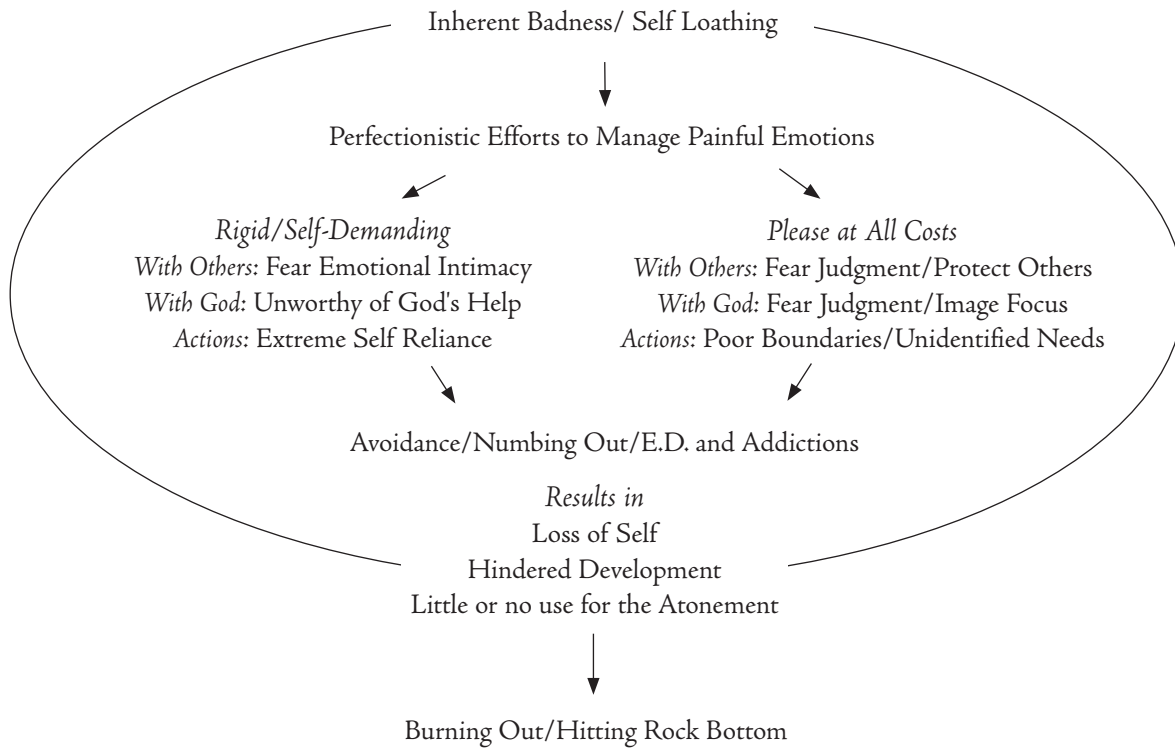 Inherent Badness/ Self Loathing
Perfectionistic Efforts to Manage Painful Emotions
Rigid/Self-Demanding
With Others: Fear Emotional Intimacy
With God: Unworthy of God's Help
Actions: Extreme Self Reliance
Please at All Costs
With Others: Fear Judgment/Protect Others
With God: Fear Judgment/Image Focus
Actions: Poor Boundaries/Unidentified Needs
Avoidance/Numbing Out/E.D. and Addictions
Results in
Loss of Self
Hindered Development
Little or no use for the Atonement
Burning Out/Hitting Rock Bottom